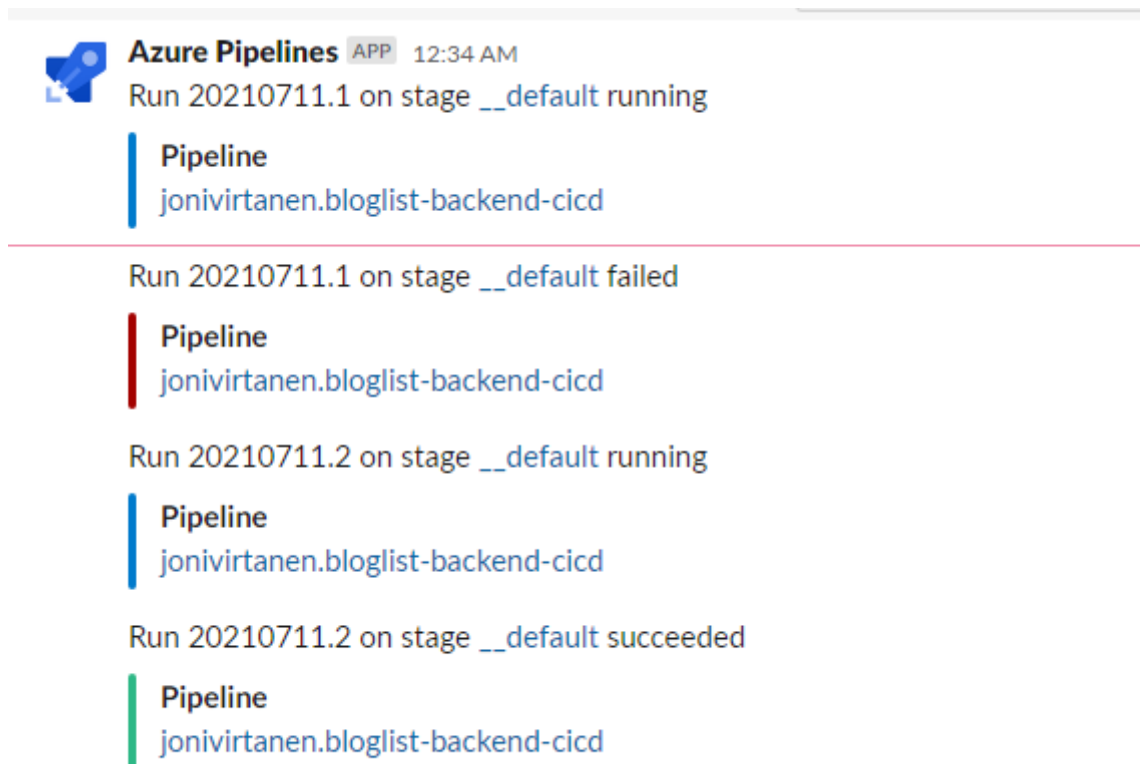 Azure Pipelines APP 12:34 AM
Run 20210711.1 on stage __default running
Pipeline
jonivirtanen.bloglist-backend-cicd
Run 20210711.1 on stage __default failed
Pipeline
jonivirtanen.bloglist-backend-cicd
Run 20210711.2 on stage __default running
Pipeline
jonivirtanen.bloglist-backend-cicd
Run 20210711.2 on stage __default succeeded
Pipeline
jonivirtanen.bloglist-backend-cicd